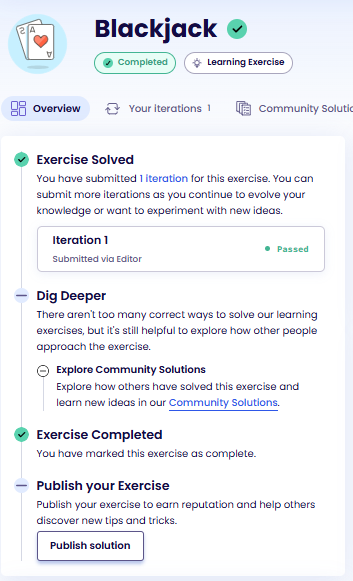 Blackjack
Completed
Learning Exercise
Overview
Your iterations 1
Community
Exercise Solved
You have submitted 1 iteration for this exercise. You can
submit more iterations as you continue to evolve your
knowledge or want to experiment with new ideas.
Iteration 1
Submitted via Editor
Passed
Dig Deeper
There aren't too many correct ways to solve our learning
exercises, but it's still helpful to explore how other people
approach the exercise.
Explore Community Solutions
Explore how others have solved this exercise and
learn new ideas in our Community Solutions.
Exercise Completed
You have marked this exercise as complete.
Publish your Exercise
Publish your exercise to earn reputation and help others
discover new tips and tricks.
Publish solution